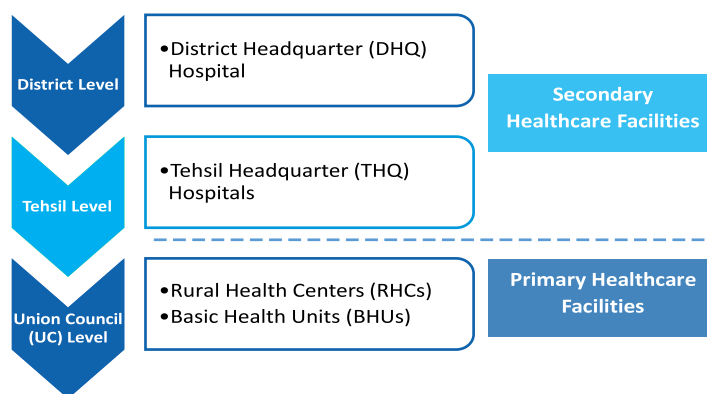 District Level
•District Headquarter (DHQ)
Hospital
Secondary
Healthcare Facilities
Tehsil Level
•Tehsil Headquarter (THQ)
Hospitals
Union Council
(UC) Level
•Rural Health Centers (RHCs)
•Basic Health Units (BHUs)
Primary Healthcare
Facilities